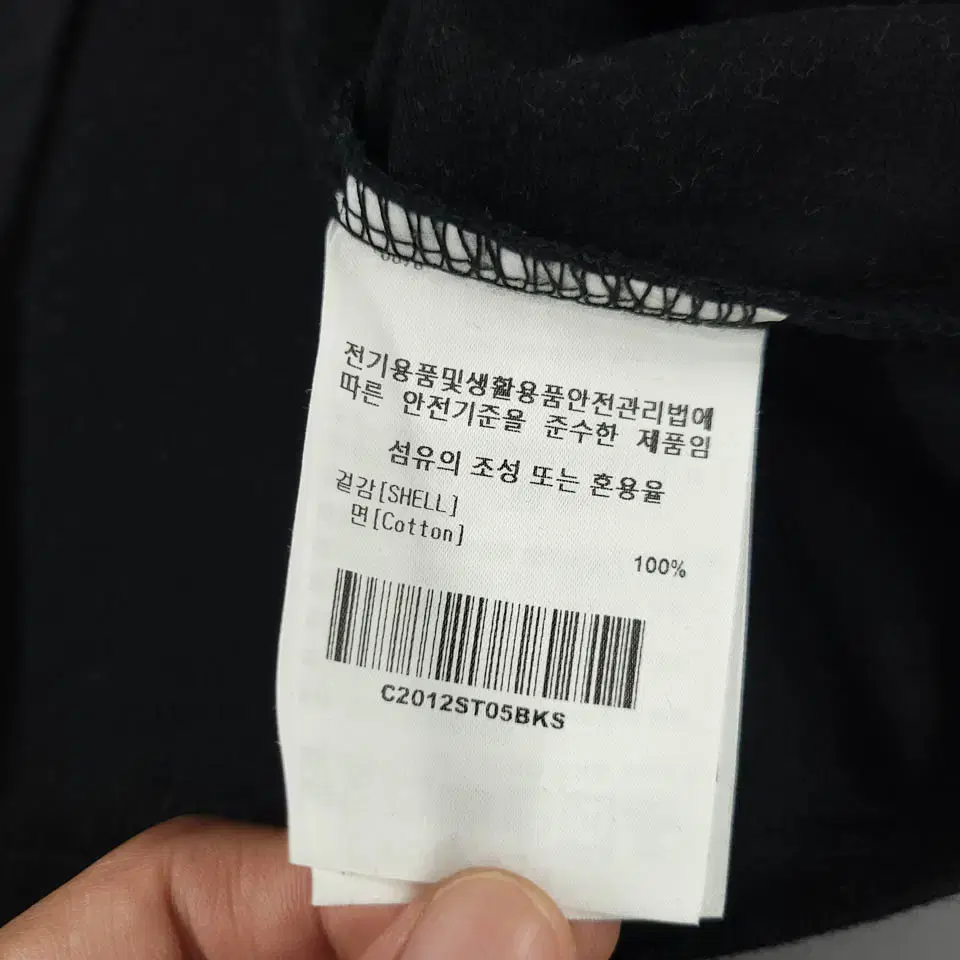 전기용품및생활용품안전관리법에
따른 안전기준을 준수한 제품임
섬유의 조성 또는 혼용율
겉감[SHELL]
면[Cotton]
100%
C2012ST05BKS